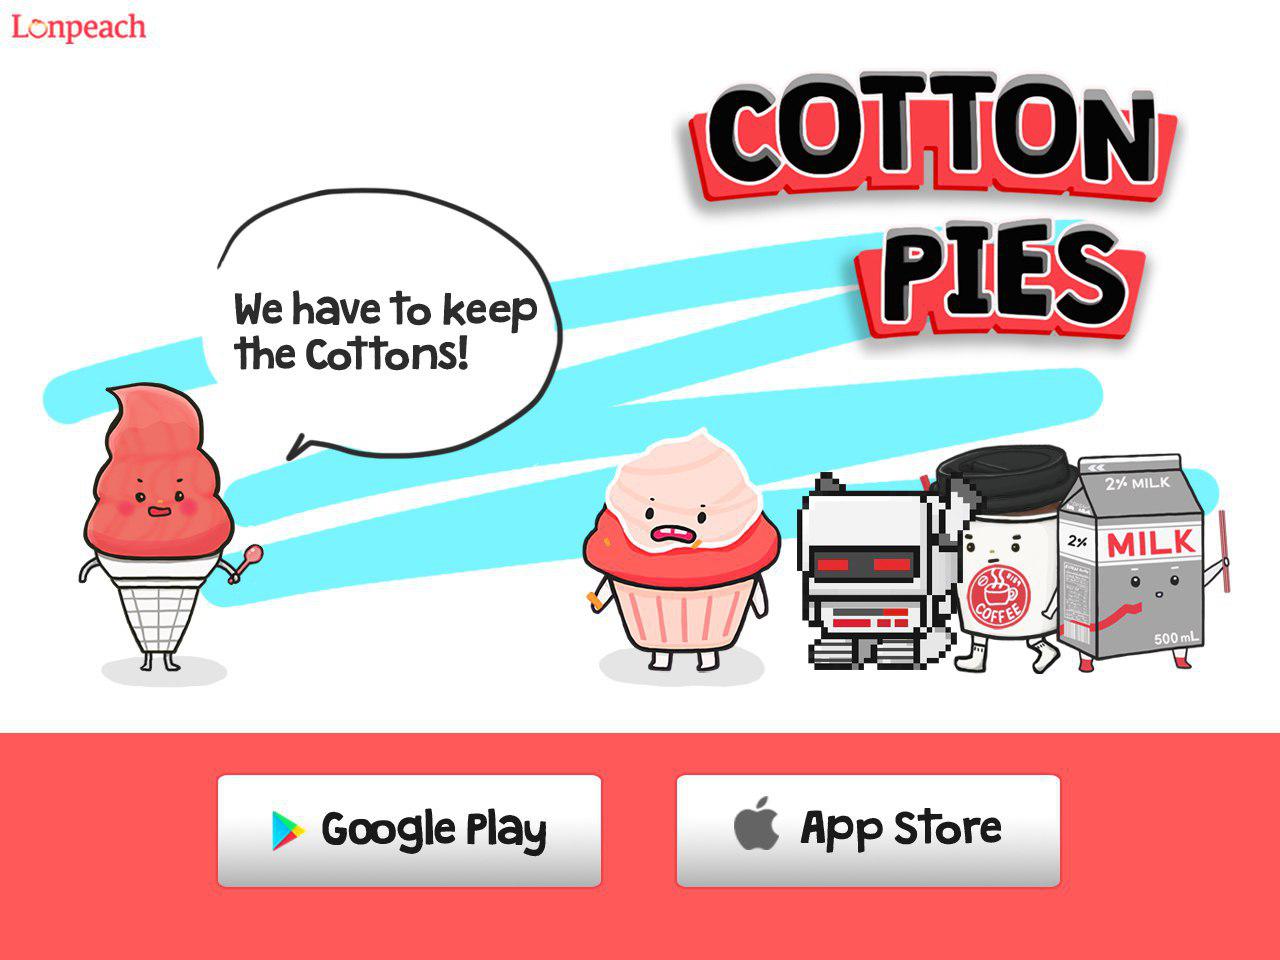 Lonpeach
COTTON
PIES
We have to keep
the Cottons!
2% MILK
2%
MILK
COFFEE
500 mL
Google Play
App Store